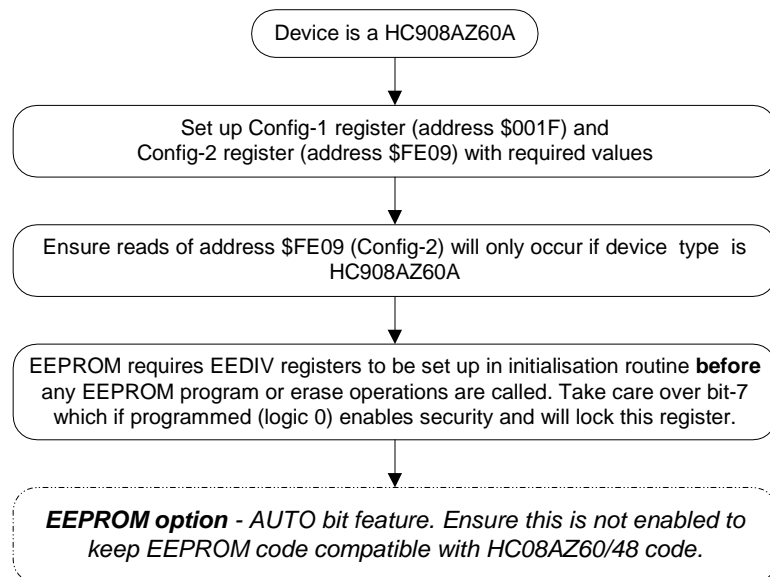 Device is a HC908AZ60A
Set up Config-1 register (address $001F) and
Config-2 register (address $FE09) with required values
Ensure reads of address $FE09 (Config-2) will only occur if device type is
HC908AZ60A
EEPROM requires EEDIV registers to be set up in initialisation routine before
any EEPROM program or erase operations are called. Take care over bit-7
which if programmed (logic 0) enables security and will lock this register.
EEPROM option - AUTO bit feature. Ensure this is not enabled to
keep EEPROM code compatible with HC08AZ60/48 code.